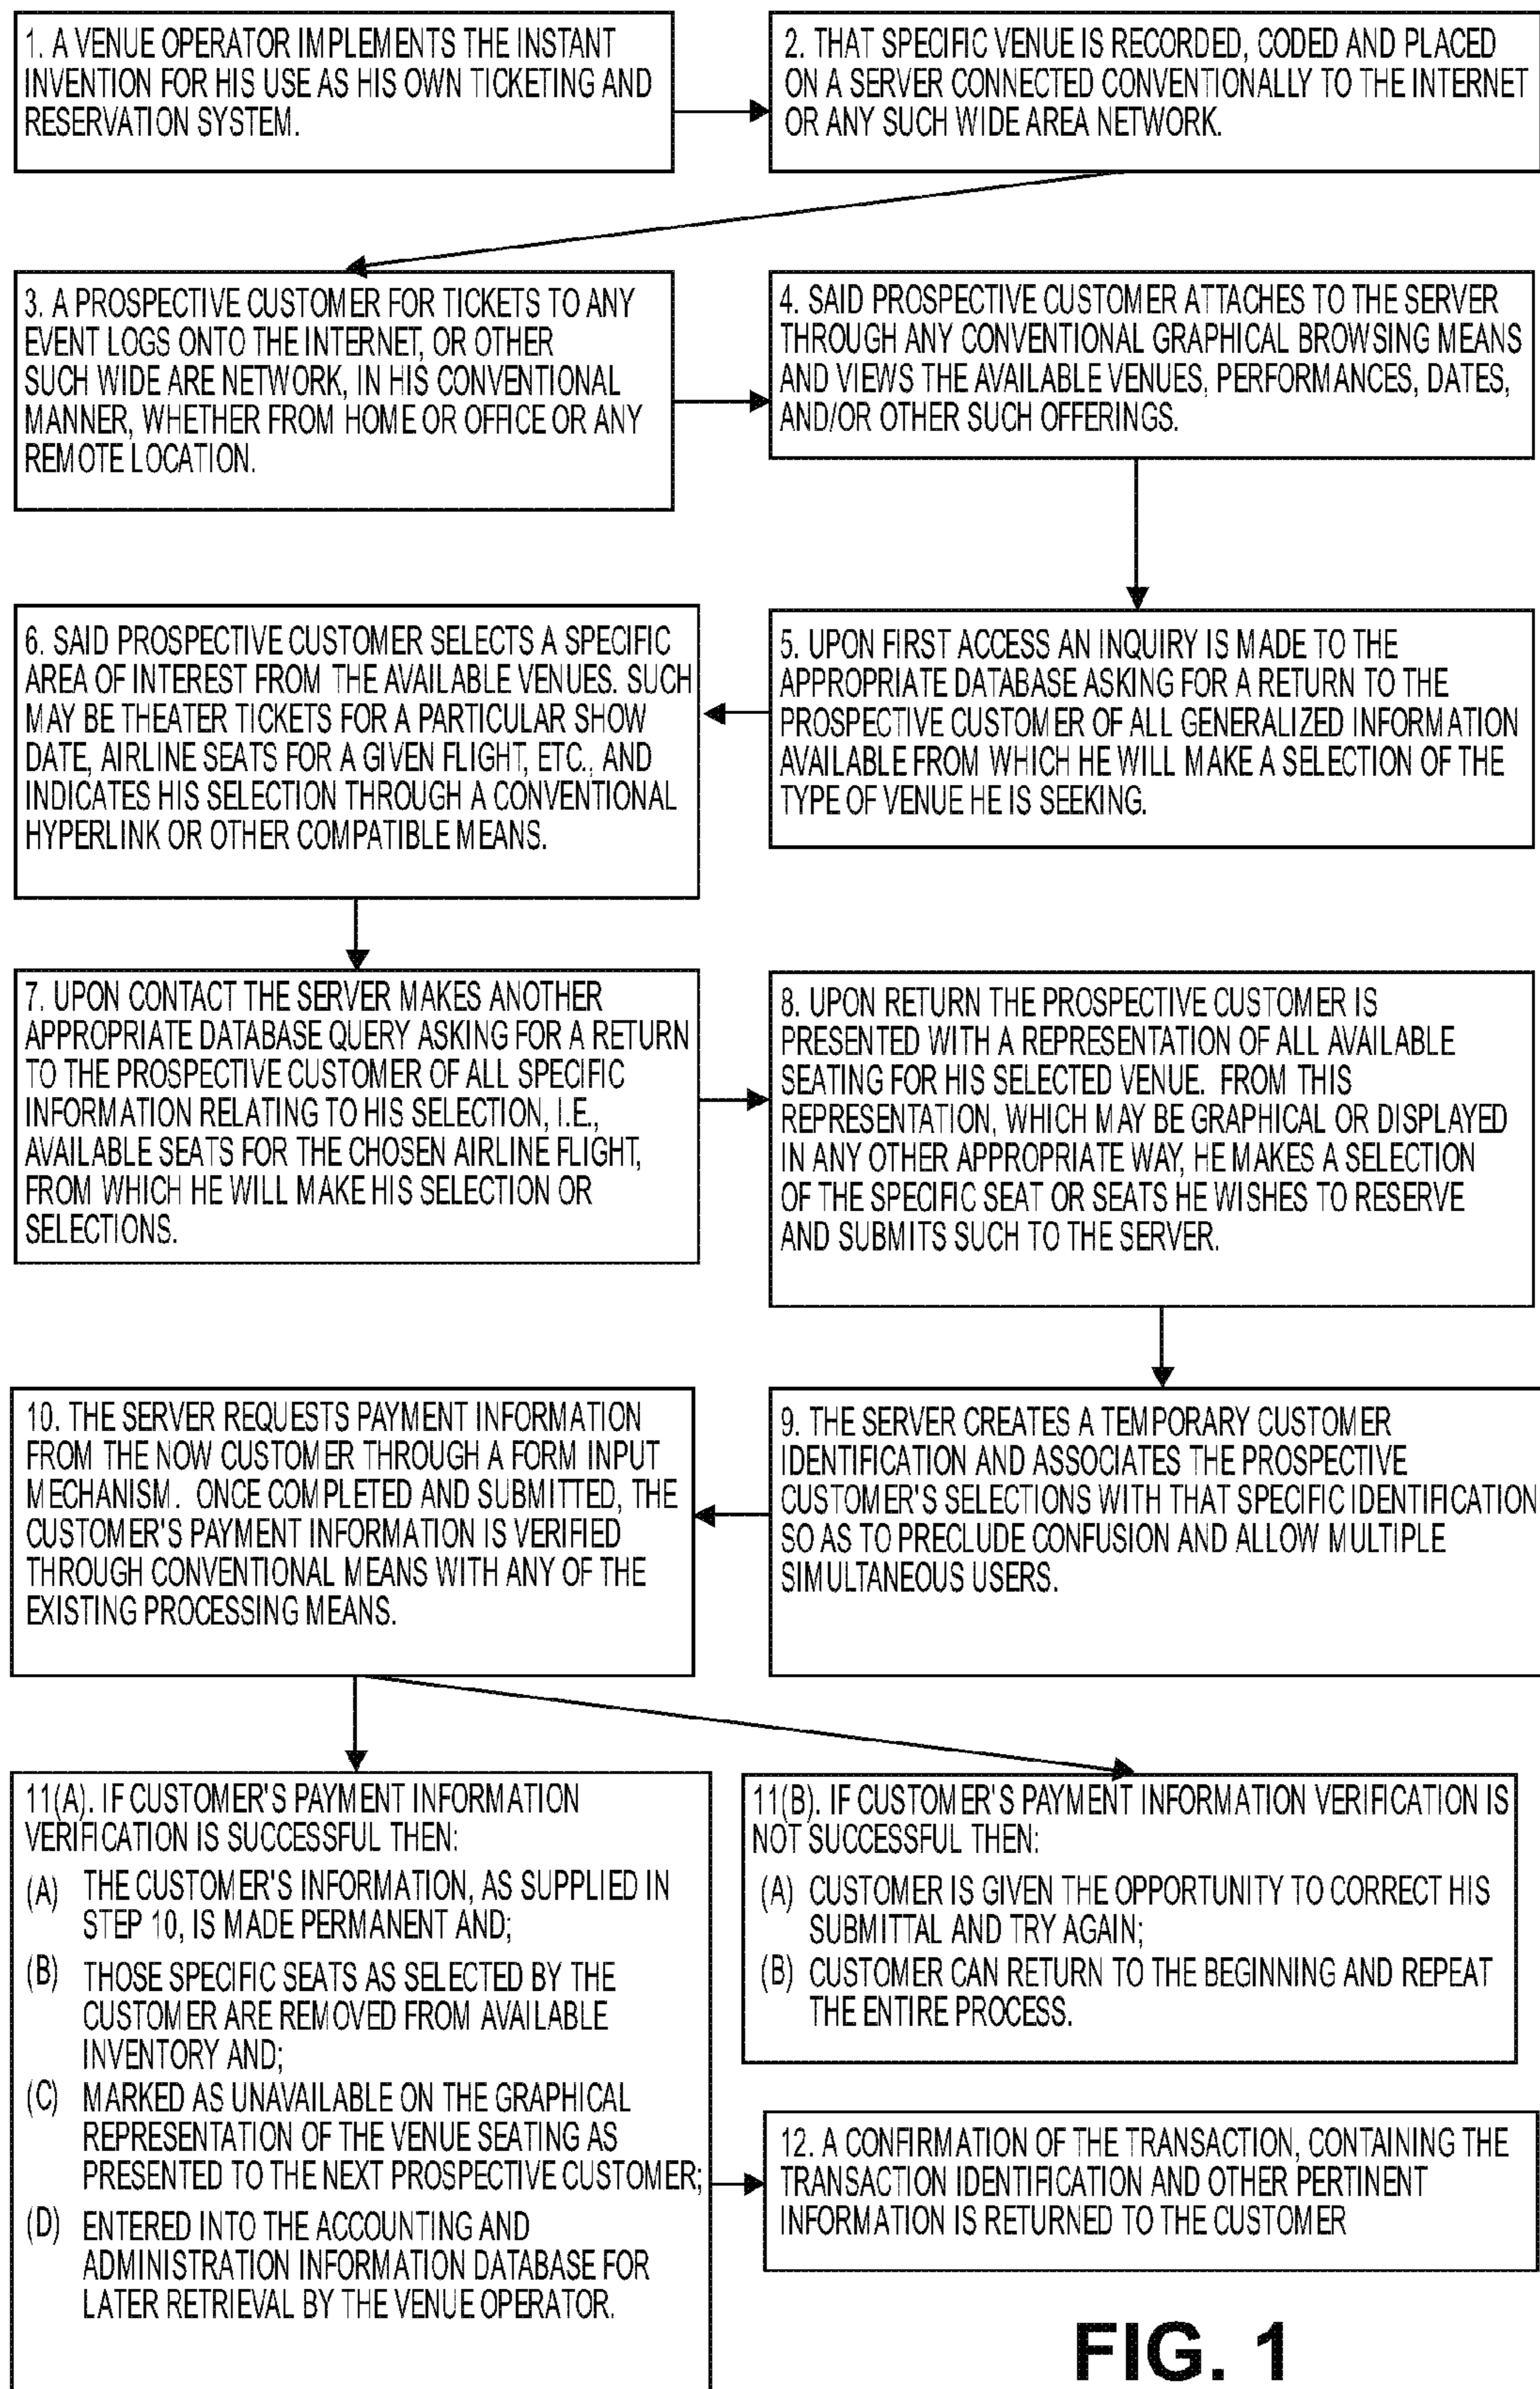 1. A VENUE OPERATOR IMPLEMENTS THE INSTANT
INVENTION FOR HIS USE AS HIS OWN TICKETING AND
RESERVATION SYSTEM.
2. THAT SPECIFIC VENUE IS RECORDED, CODED AND PLACED
ON A SERVER CONNECTED CONVENTIONALLY TO THE INTERNET
OR ANY SUCH WIDE AREA NETWORK.
3. A PROSPECTIVE CUSTOMER FOR TICKETS TO ANY
EVENT LOGS ONTO THE INTERNET, OR OTHER
SUCH WIDE ARE NETWORK, IN HIS CONVENTIONAL
MANNER, WHETHER FROM HOME OR OFFICE OR ANY
REMOTE LOCATION.
4. SAID PROSPECTIVE CUSTOMER ATTACHES TO THE SERVER
THROUGH ANY CONVENTIONAL GRAPHICAL BROWSING MEANS
AND VIEWS THE AVAILABLE VENUES, PERFORMANCES, DATES,
AND/OR OTHER SUCH OFFERINGS.
5. UPON FIRST ACCESS AN INQUIRY IS MADE TO THE
APPROPRIATE DATABASE ASKING FOR A RETURN TO THE
PROSPECTIVE CUSTOMER OF ALL GENERALIZED INFORMATION
AVAILABLE FROM WHICH HE WILL MAKE A SELECTION OF THE
TYPE OF VENUE HE IS SEEKING.
6. SAID PROSPECTIVE CUSTOMER SELECTS A SPECIFIC
AREA OF INTEREST FROM THE AVAILABLE VENUES. SUCH
MAY BE THEATER TICKETS FOR A PARTICULAR SHOW
DATE, AIRLINE SEATS FOR A GIVEN FLIGHT, ETC., AND
INDICATES HIS SELECTION THROUGH A CONVENTIONAL
HYPERLINK OR OTHER COMPATIBLE MEANS.
7. UPON CONTACT THE SERVER MAKES ANOTHER
APPROPRIATE DATABASE QUERY ASKING FOR A RETURN
TO THE PROSPECTIVE CUSTOMER OF ALL SPECIFIC
INFORMATION RELATING TO HIS SELECTION, I.E.,
AVAILABLE SEATS FOR THE CHOSEN AIRLINE FLIGHT,
FROM WHICH HE WILL MAKE HIS SELECTION OR
SELECTIONS.
8. UPON RETURN THE PROSPECTIVE CUSTOMER IS
PRESENTED WITH A REPRESENTATION OF ALL AVAILABLE
SEATING FOR HIS SELECTED VENUE. FROM THIS
REPRESENTATION, WHICH MAY BE GRAPHICAL OR DISPLAYED
IN ANY OTHER APPROPRIATE WAY, HE MAKES A SELECTION
OF THE SPECIFIC SEAT OR SEATS HE WISHES TO RESERVE
AND SUBMITS SUCH TO THE SERVER.
9. THE SERVER CREATES A TEMPORARY CUSTOMER
IDENTIFICATION AND ASSOCIATES THE PROSPECTIVE
CUSTOMER'S SELECTIONS WITH THAT SPECIFIC IDENTIFICATION
SO AS TO PRECLUDE CONFUSION AND ALLOW MULTIPLE
SIMULTANEOUS USERS.
10. THE SERVER REQUESTS PAYMENT INFORMATION
FROM THE NOW CUSTOMER THROUGH A FORM INPUT
MECHANISM. ONCE COMPLETED AND SUBMITTED, THE
CUSTOMER'S PAYMENT INFORMATION IS VERIFIED
THROUGH CONVENTIONAL MEANS WITH ANY OF THE
EXISTING PROCESSING MEANS.
11(A). IF CUSTOMER'S PAYMENT INFORMATION
VERIFICATION IS SUCCESSFUL THEN:
(A) THE CUSTOMER'S INFORMATION, AS SUPPLIED IN
STEP 10, IS MADE PERMANENT AND;
(B) THOSE SPECIFIC SEATS AS SELECTED BY THE
CUSTOMER ARE REMOVED FROM AVAILABLE
INVENTORY AND;
(C) MARKED AS UNAVAILABLE ON THE GRAPHICAL
REPRESENTATION OF THE VENUE SEATING AS
PRESENTED TO THE NEXT PROSPECTIVE CUSTOMER;
(D) ENTERED INTO THE ACCOUNTING AND
ADMINISTRATION INFORMATION DATABASE FOR
LATER RETRIEVAL BY THE VENUE OPERATOR.
11(B). IF CUSTOMER'S PAYMENT INFORMATION VERIFICATION IS
NOT SUCCESSFUL THEN:
(A) CUSTOMER IS GIVEN THE OPPORTUNITY TO CORRECT HIS
SUBMITTAL AND TRY AGAIN;
(B) CUSTOMER CAN RETURN TO THE BEGINNING AND REPEAT
THE ENTIRE PROCESS.
12. A CONFIRMATION OF THE TRANSACTION, CONTAINING THE
TRANSACTION IDENTIFICATION AND OTHER PERTINENT
INFORMATION IS RETURNED TO THE CUSTOMER
FIG. 1